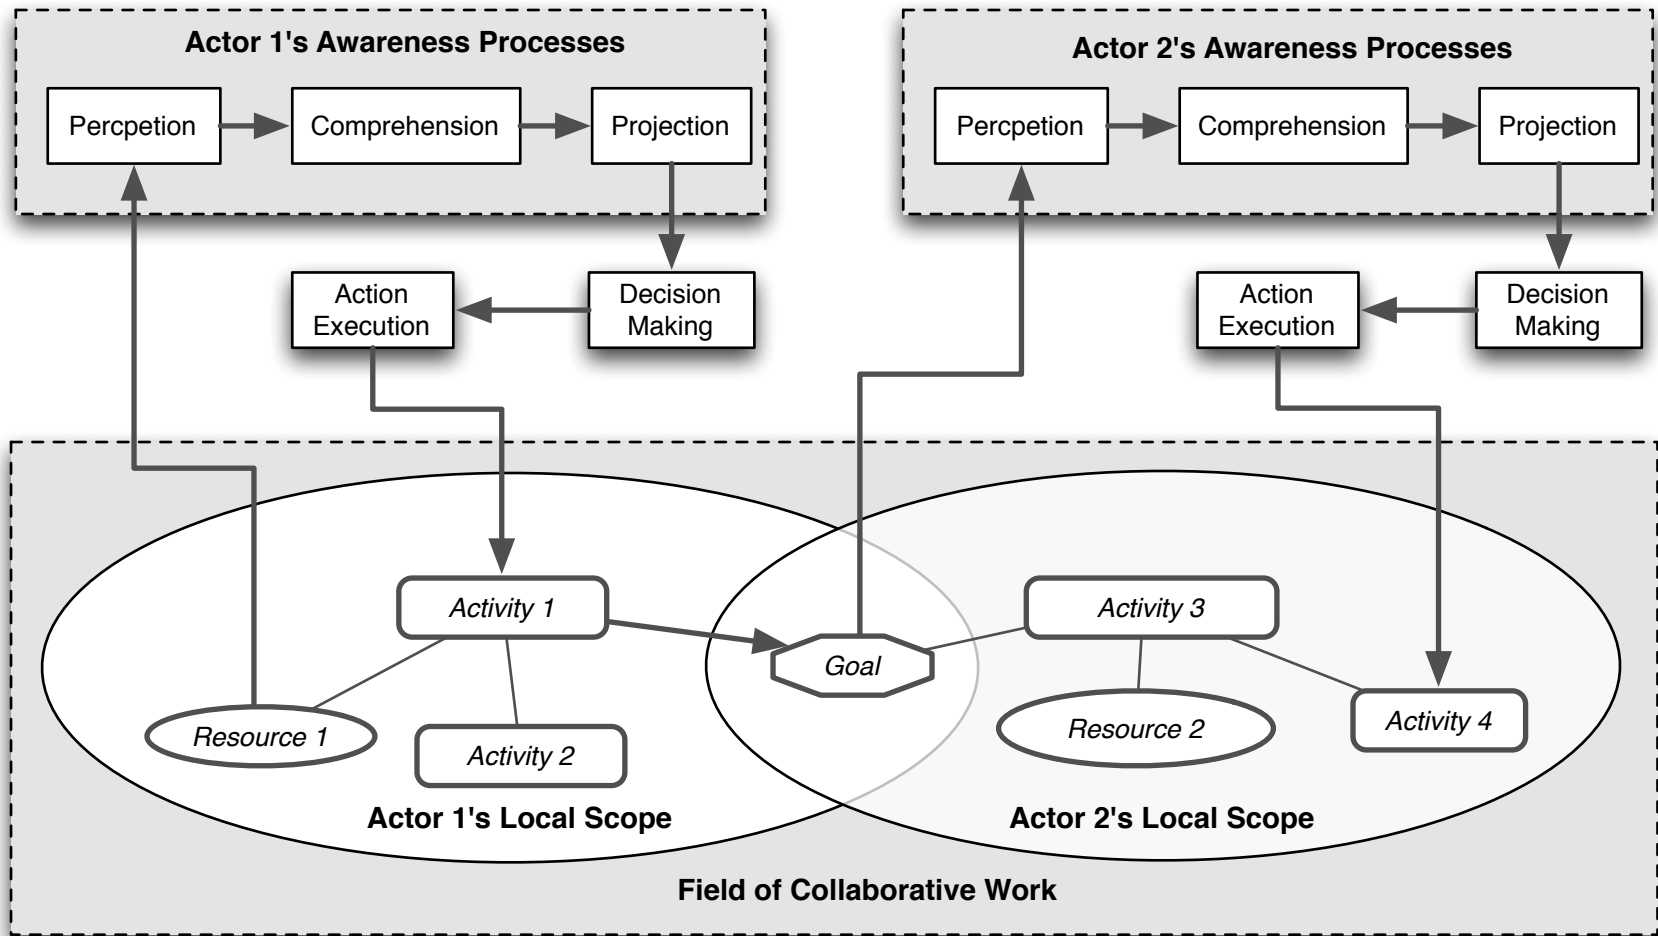 Actor 1's Awareness Processes
Percpetion
Comprehension
Projection
Action
Execution
Decision
Making
Actor 2's Awareness Processes
Percpetion
Comprehension
Projection
Action
Execution
Decision
Making
Activity 1
Resource 1
Activity 2
Actor 1's Local Scope
Goal
Activity 3
Resource 2
Activity 4
Actor 2's Local Scope
Field of Collaborative Work